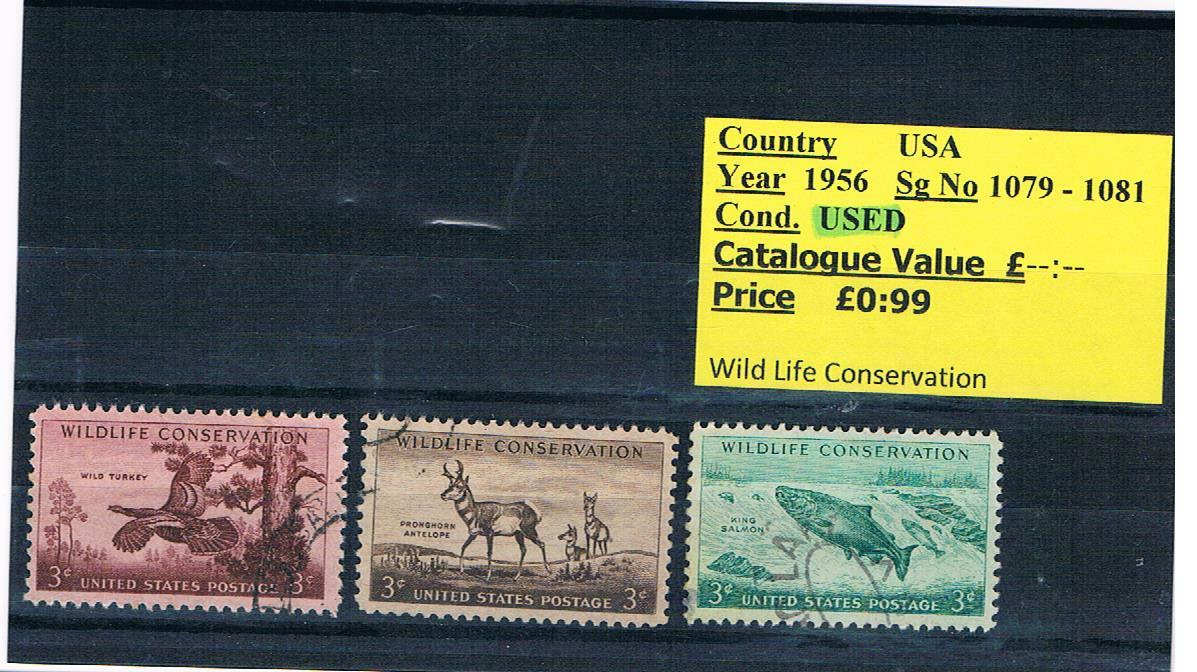 Country USA
Year 1956 Sg No 1079 - 1081
Cond. USED
Catalogue Value £--:--
Price £0:99
Wild Life Conservation
WILDLIFE CONSERVATION
WILD TURKEY
3¢ UNITED STATES POSTAGE 3¢
WILDLIFE CONSERVATION
PRONGHORN
ANTELOPE
3¢ UNITED STATES POSTAGE 3¢
WILDLIFE CONSERVATION
KING
SALMON
3¢ UNITED STATES POSTAGE 3¢